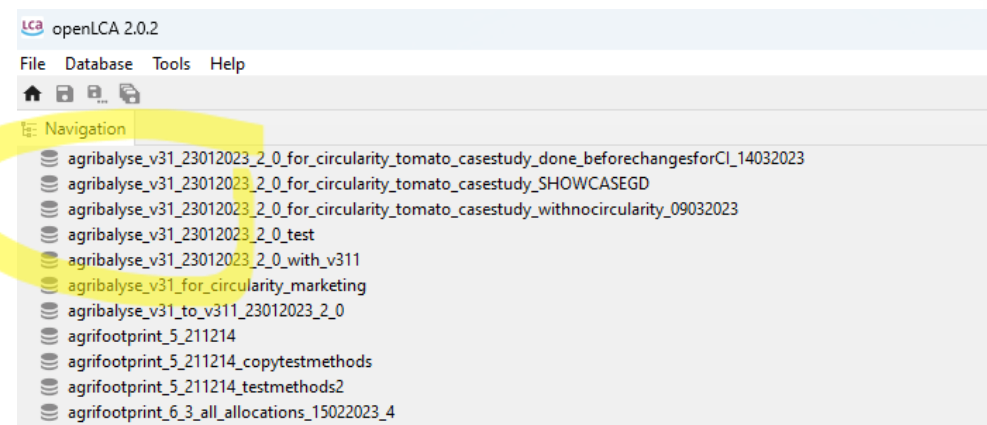 LCa openLCA 2.0.2
File Database Tools Help
Navigation
agribalyse_v31_23012023_2_0_for_circularity_tomato_casestudy_done_beforechangesforCI_14032023
agribalyse_v31_23012023_2_0_for_circularity_tomato_casestudy_SHOWCASEGD
agribalyse_v31_23012023_2_0_for_circularity_tomato_casestudy_withnocircularity_09032023
agribalyse_v31_23012023_2_0_test
agribalyse_v31_23012023_2_0_with_v311
agribalyse_v31_for_circularity_marketing
agribalyse_v31_to_v311_23012023_2_0
agrifootprint_5_211214
agrifootprint_5_211214_copytestmethods
agrifootprint_5_211214_testmethods2
agrifootprint_6_3_all_allocations_15022023_4